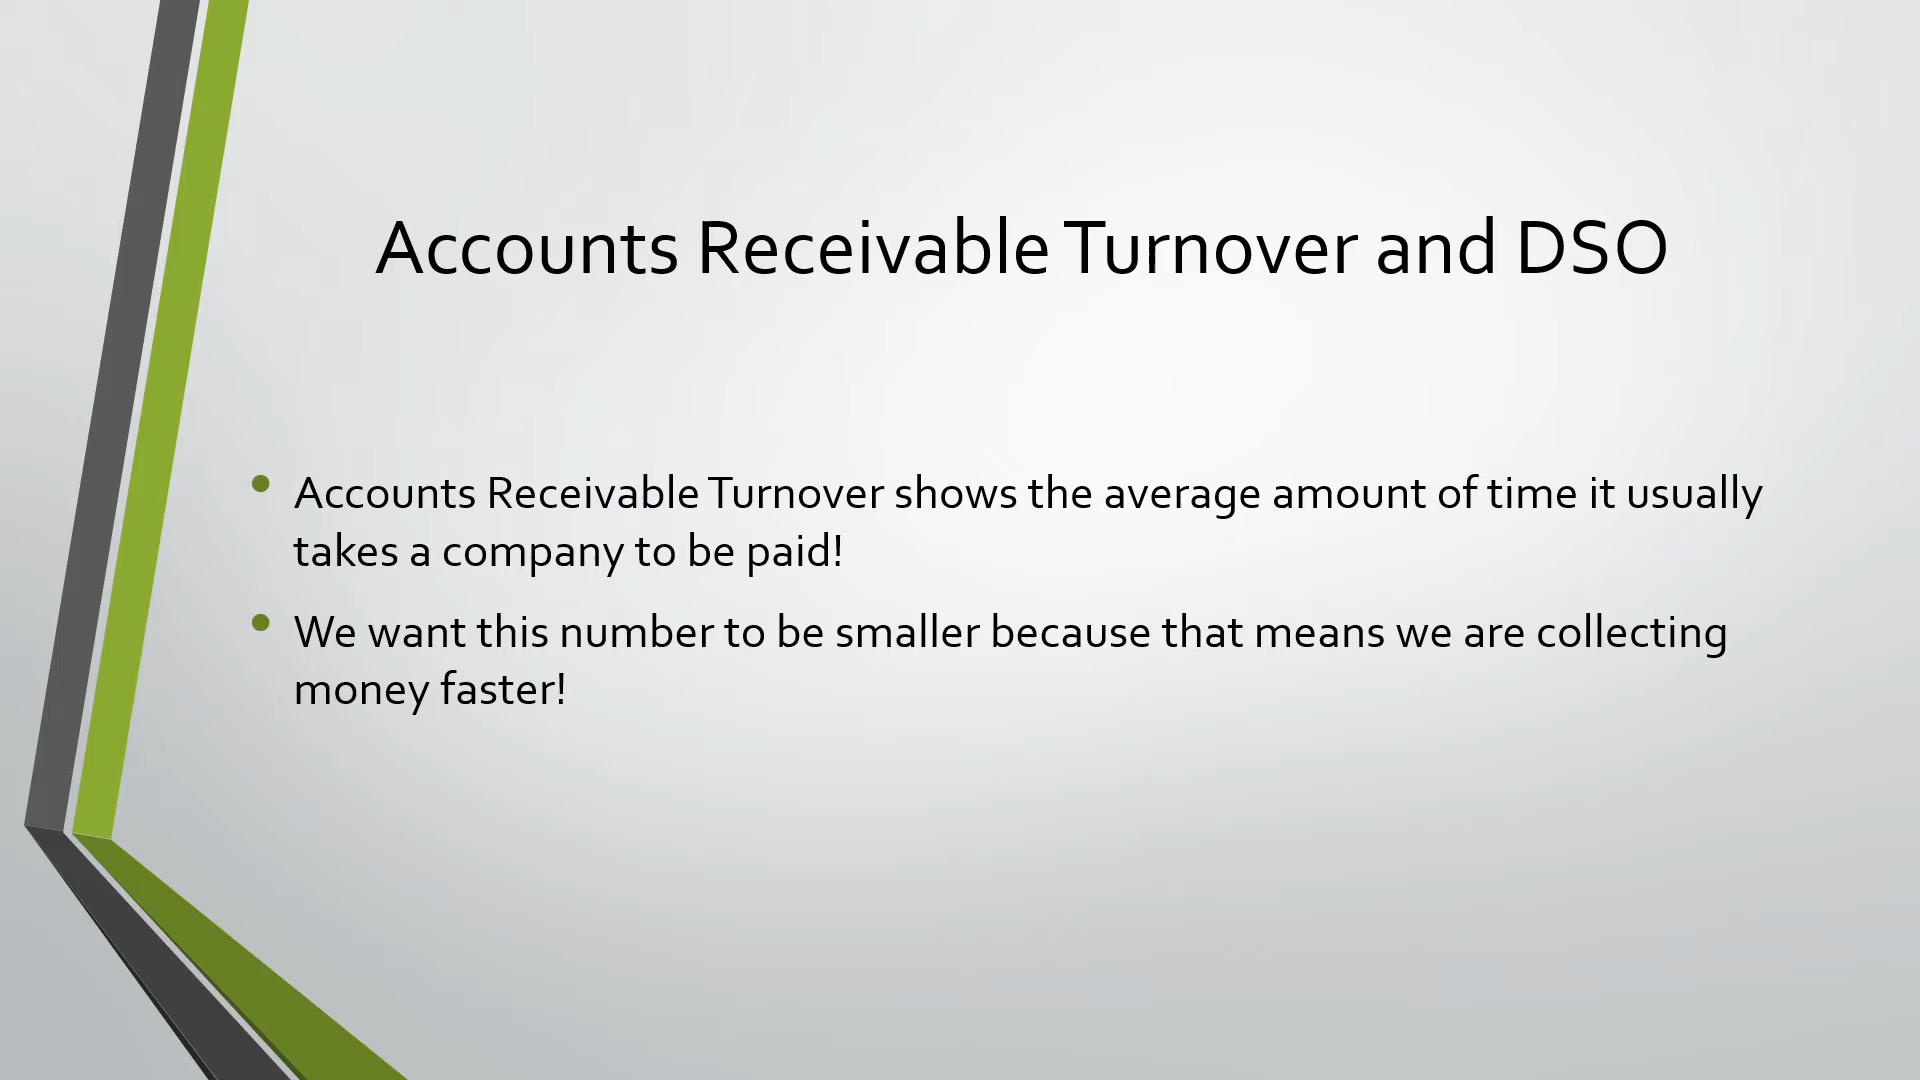 Accounts Receivable Turnover and DSO
• Accounts Receivable Turnover shows the average amount of time it usually
takes a company to be paid!
• We want this number to be smaller because that means we are collecting
money faster!